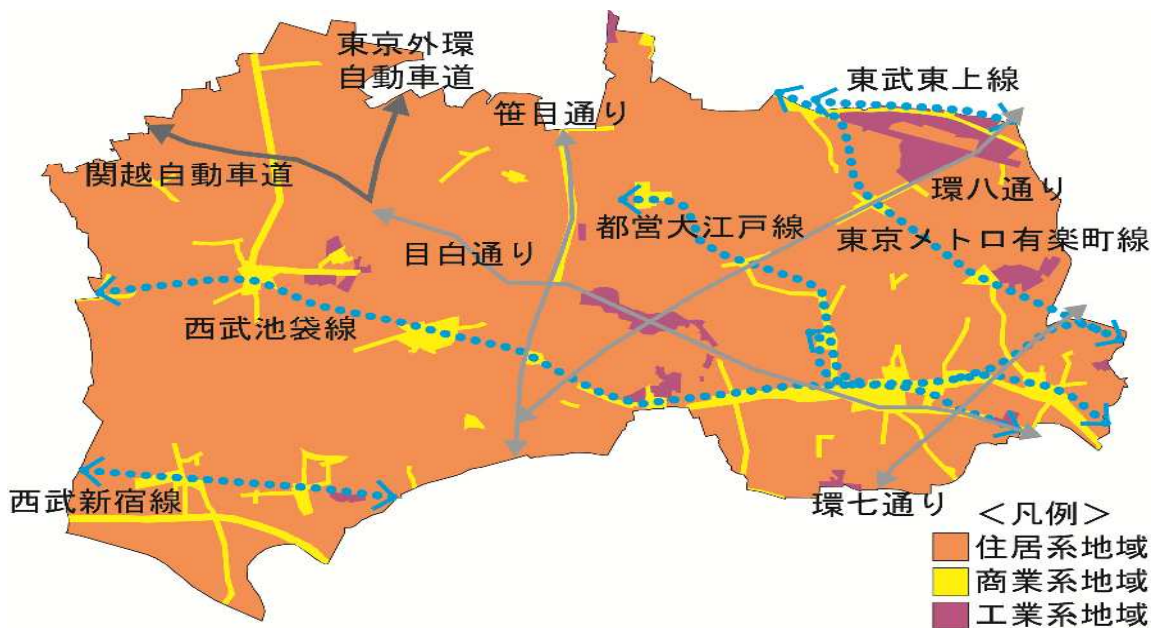 東京外環
自動車道
東武東上線
笹目通り
関越自動車道
環八通り
都営大江戸線
東京メトロ有楽町線
目白通り
西武池袋線
西武新宿線
環七通り
＜凡例＞
住居系地域
商業系地域
工業系地域